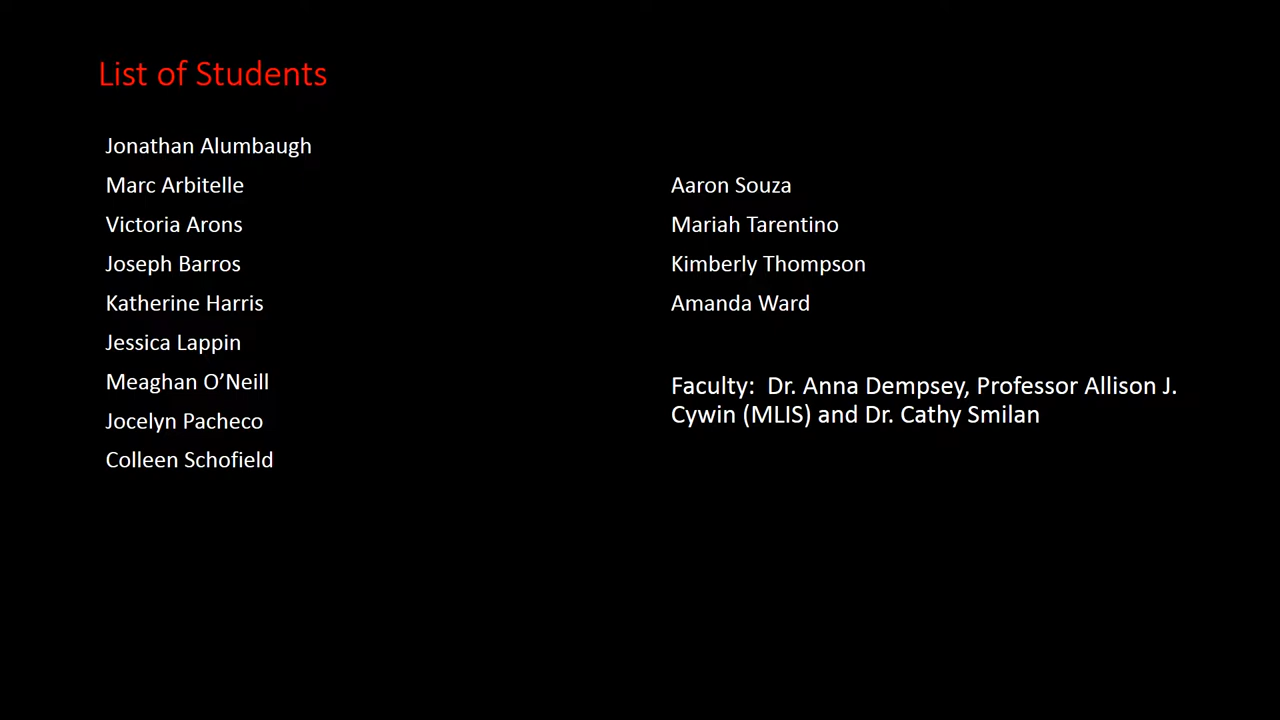 List of Students
Jonathan Alumbaugh
Marc Arbitelle
Victoria Arons
Joseph Barros
Katherine Harris
Jessica Lappin
Meaghan O’Neill
Jocelyn Pacheco
Colleen Schofield
Aaron Souza
Mariah Tarentino
Kimberly Thompson
Amanda Ward
Faculty:  Dr. Anna Dempsey, Professor Allison J.
Cywin (MLIS) and Dr. Cathy Smilan